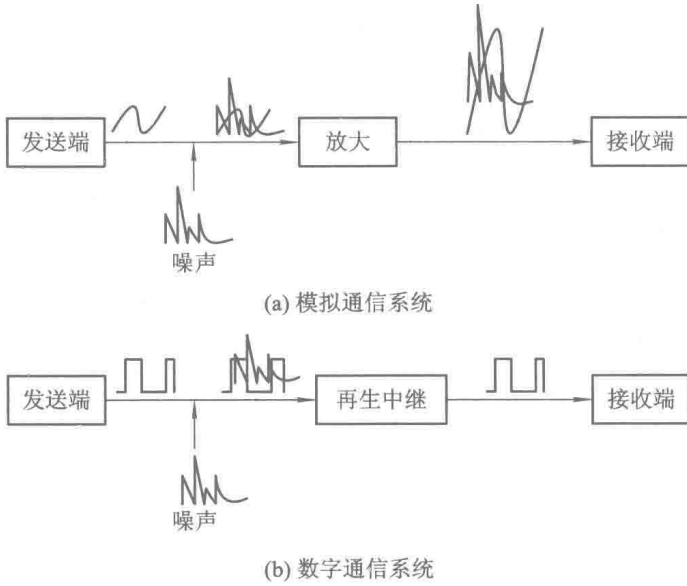 发送端
放大
接收端
噪声
(a) 模拟通信系统
发送端
再生中继
接收端
噪声
(b) 数字通信系统